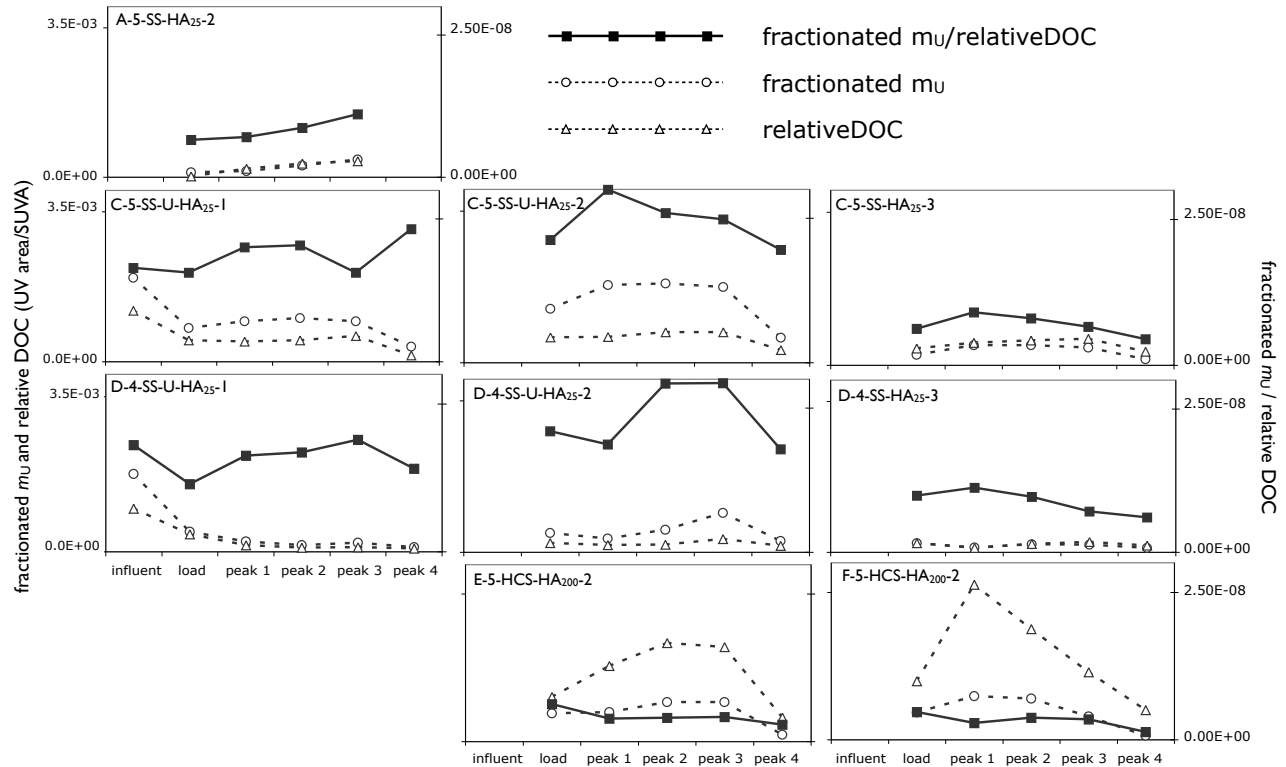 A-5-SS-HA₂₅-2
3.5E-03
2.50E-08
0.0E+00
0.00E+00
fractionated mU/relativeDOC
fractionated mU
relativeDOC
fractionated mU and relative DOC (UV area/SUVA)
C-5-SS-U-HA₂₅-1
3.5E-03
0.0E+00
C-5-SS-U-HA₂₅-2
C-5-SS-HA₂₅-3
2.50E-08
0.00E+00
fractionated mU / relative DOC
D-4-SS-U-HA₂₅-1
3.5E-03
0.0E+00
influent load peak 1 peak 2 peak 3 peak 4
D-4-SS-U-HA₂₅-2
D-4-SS-HA₂₅-3
2.50E-08
0.00E+00
E-5-HCS-HA₂₀₀-2
influent load peak 1 peak 2 peak 3 peak 4
F-5-HCS-HA₂₀₀-2
2.50E-08
0.00E+00
influent load peak 1 peak 2 peak 3 peak 4